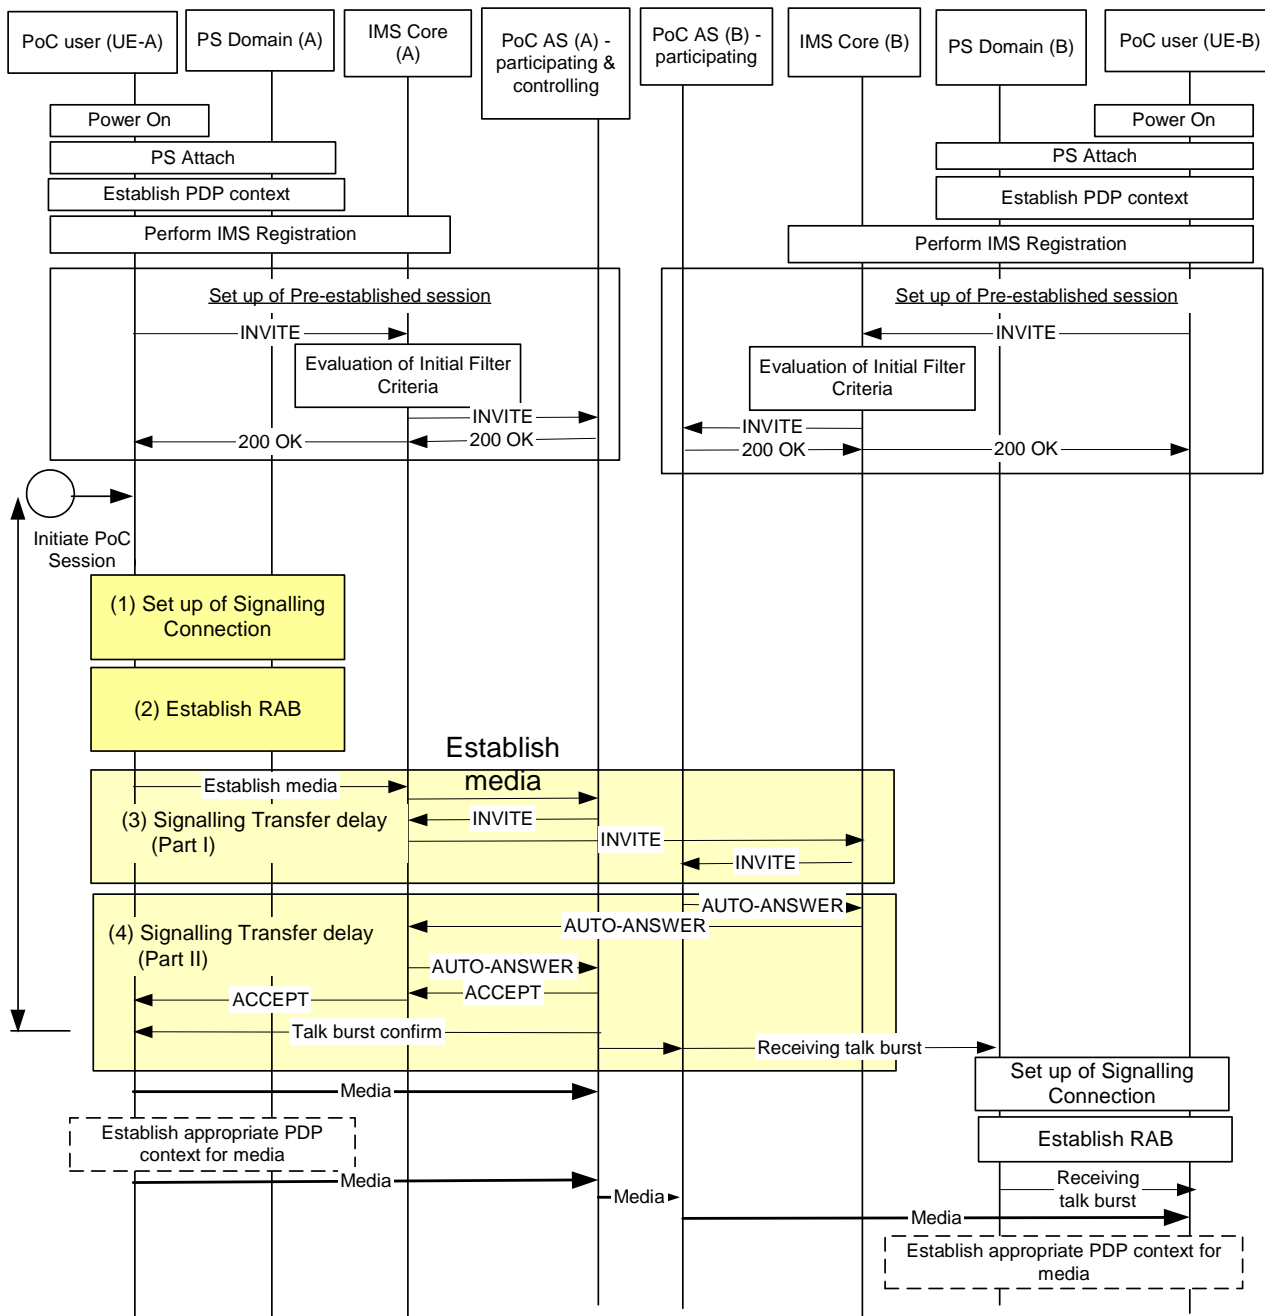 PoC user (UE-A)
PS Domain (A)
IMS Core
(A)
PoC AS (A) -
participating &
controlling
PoC AS (B) -
participating
IMS Core (B)
PS Domain (B)
PoC user (UE-B)
Power On
Power On
PS Attach
PS Attach
Establish PDP context
Establish PDP context
Perform IMS Registration
Perform IMS Registration
Set up of Pre-established session
Set up of Pre-established session
INVITE
INVITE
Evaluation of Initial Filter
Criteria
Evaluation of Initial Filter
Criteria
INVITE
INVITE
200 OK
200 OK
200 OK
200 OK
Initiate PoC
Session
(1) Set up of Signalling
Connection
(2) Establish RAB
Establish
media
Establish media
(3) Signalling Transfer delay
(Part I)
INVITE
INVITE
INVITE
AUTO-ANSWER
AUTO-ANSWER
(4) Signalling Transfer delay
(Part II)
AUTO-ANSWER
ACCEPT
ACCEPT
Talk burst confirm
Receiving talk burst
Set up of Signalling
Connection
Media
Establish appropriate PDP
context for media
Establish RAB
Media
Receiving
talk burst
Media
Media
Establish appropriate PDP context for
media